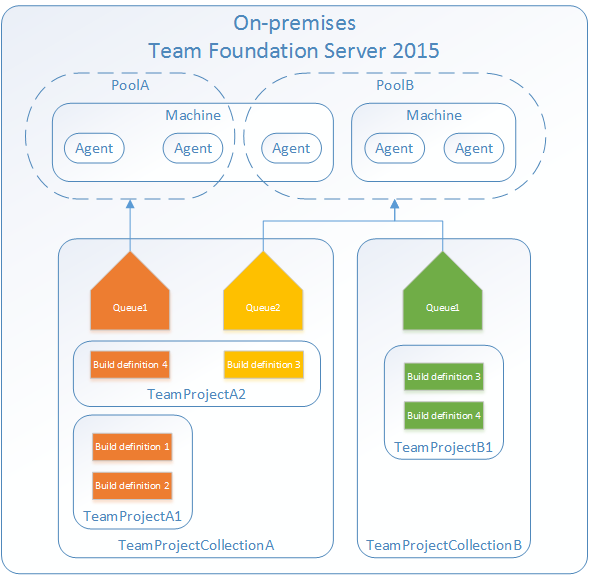 On-premises
Team Foundation Server 2015
PoolA
PoolB
Machine
Machine
Agent
Agent
Agent
Agent
Agent
Queue1
Queue2
Queue1
Build definition 4
Build definition 3
TeamProjectA2
Build definition 3
Build definition 4
TeamProjectB1
Build definition 1
Build definition 2
TeamProjectA1
TeamProjectCollectionA
TeamProjectCollectionB